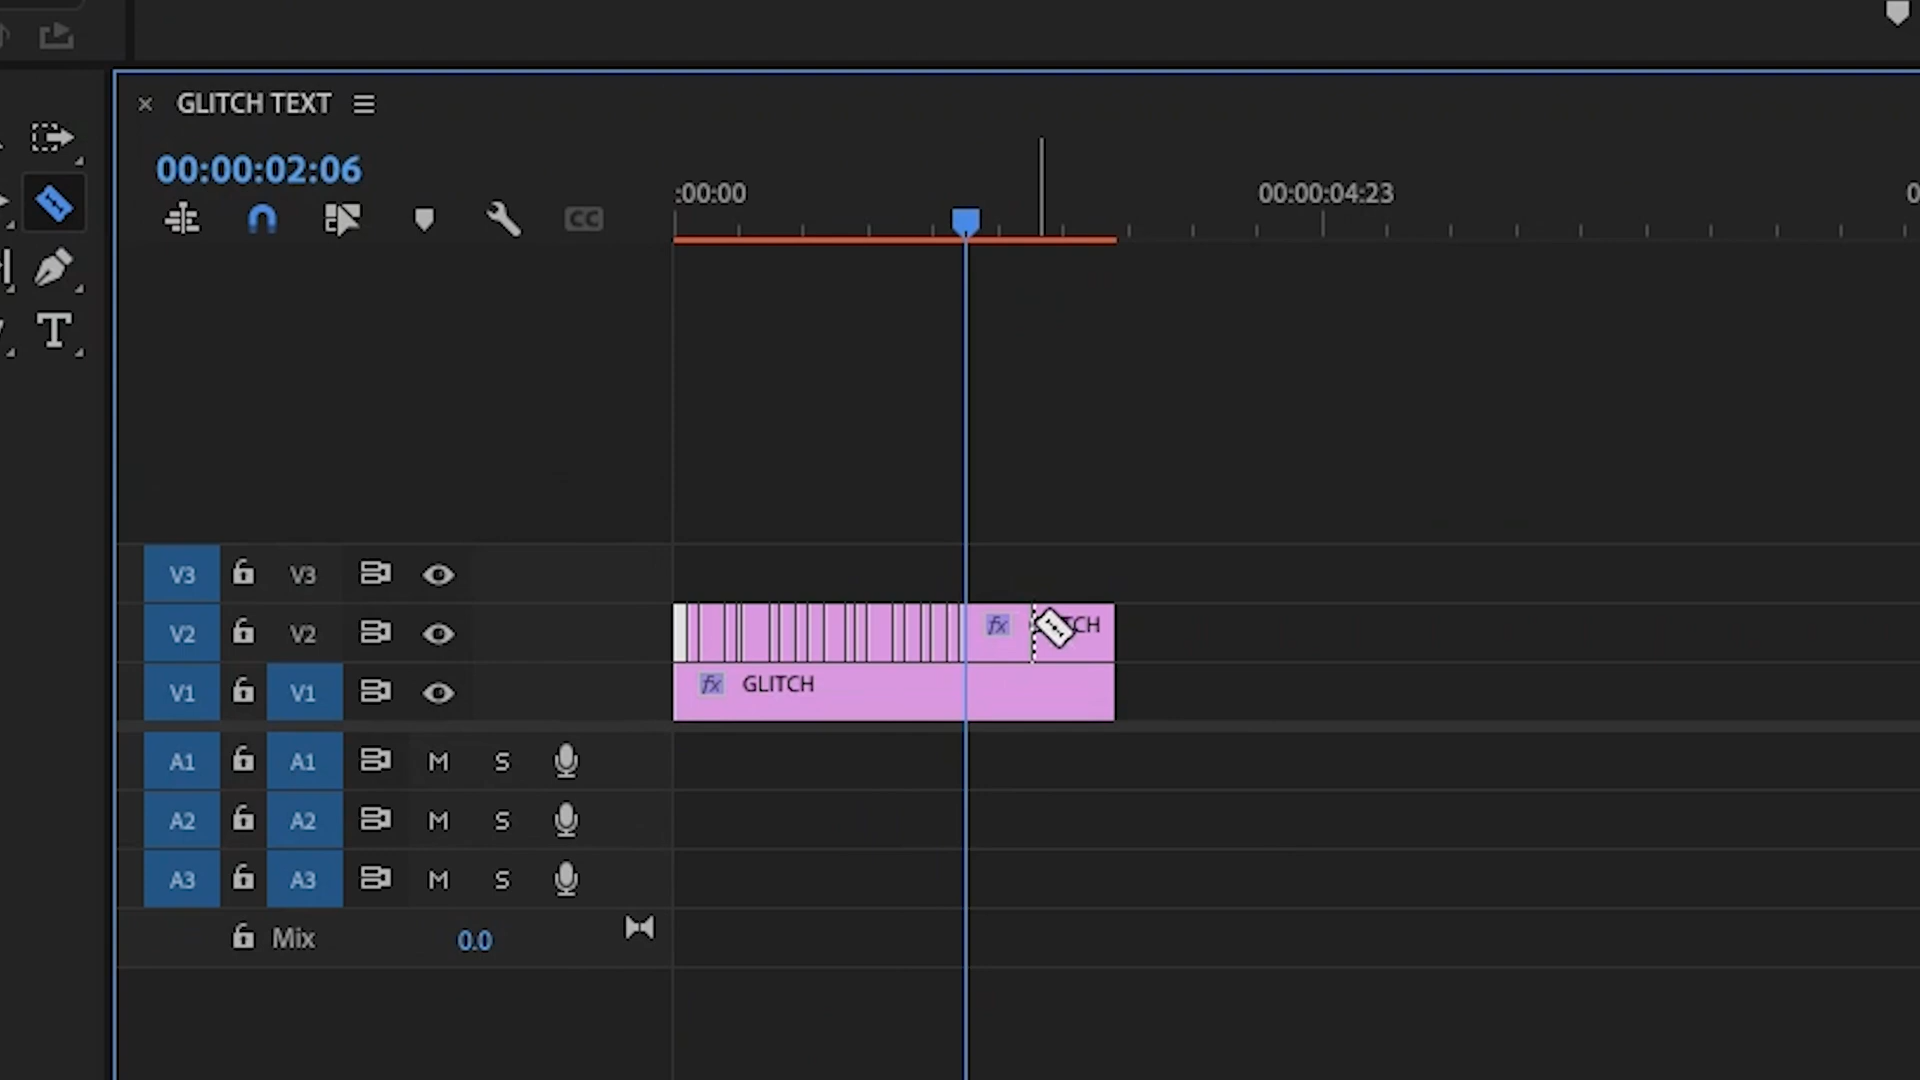 GLITCH TEXT
00:00:02:06
:00:00
00:00:04:23
CC
T
V3 V3
V2 V2
fx
fx GLITCH
V1 V1
A1 A1 M S
A2 A2 M S
A3 A3 M S
Mix 0.0